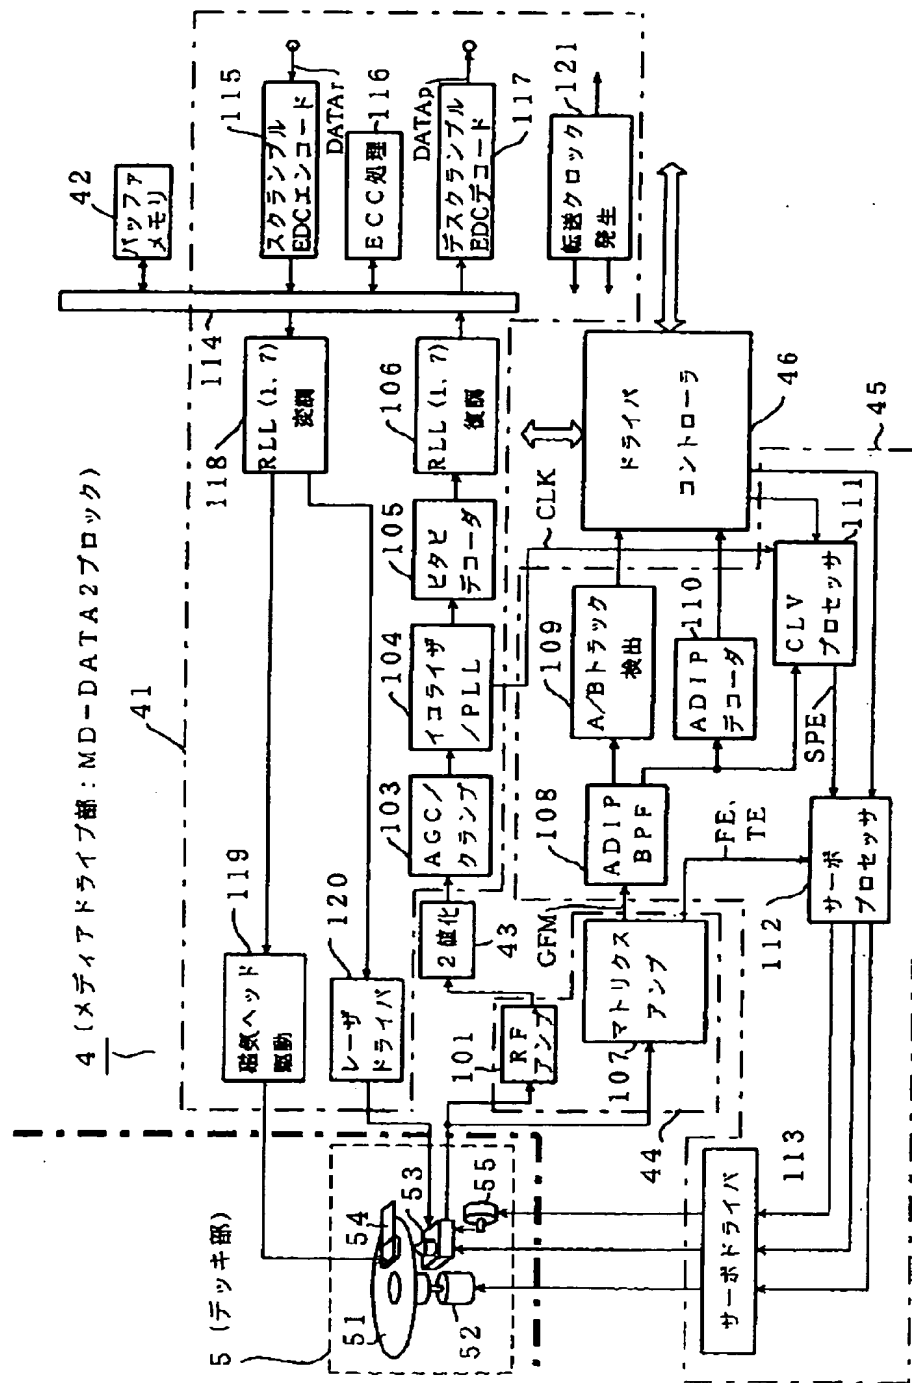 4 (メディアドライブ部:MD-DATA2ブロック)
41
5 (デッキ部)
51
54
53
52
55
119
磁気ヘッド
駆動
120
レーザ
ドライバ
118
RLL (1, 7)
変調
114
42
バッファ
メモリ
115
スクランブル
EDCエンコード
DATAr
ECC処理
116
DATAp
デスクランブル
EDCデコード
117
転送クロック
発生
121
101
RF
アンプ
2値化
43
103
AGC/
クランプ
104
イコライザ
/PLL
105
ビタビ
デコーダ
106
RLL (1, 7)
復調
CLK
107
マトリクス
アンプ
44
GFM
108
ADIP
BPF
109
A/Bトラック
検出
110
ADIP
デコーダ
ドライバ
コントローラ
46
45
FE、
TE
SPE
CLV
プロセッサ
111
112
サーボ
プロセッサ
サーボドライバ
113